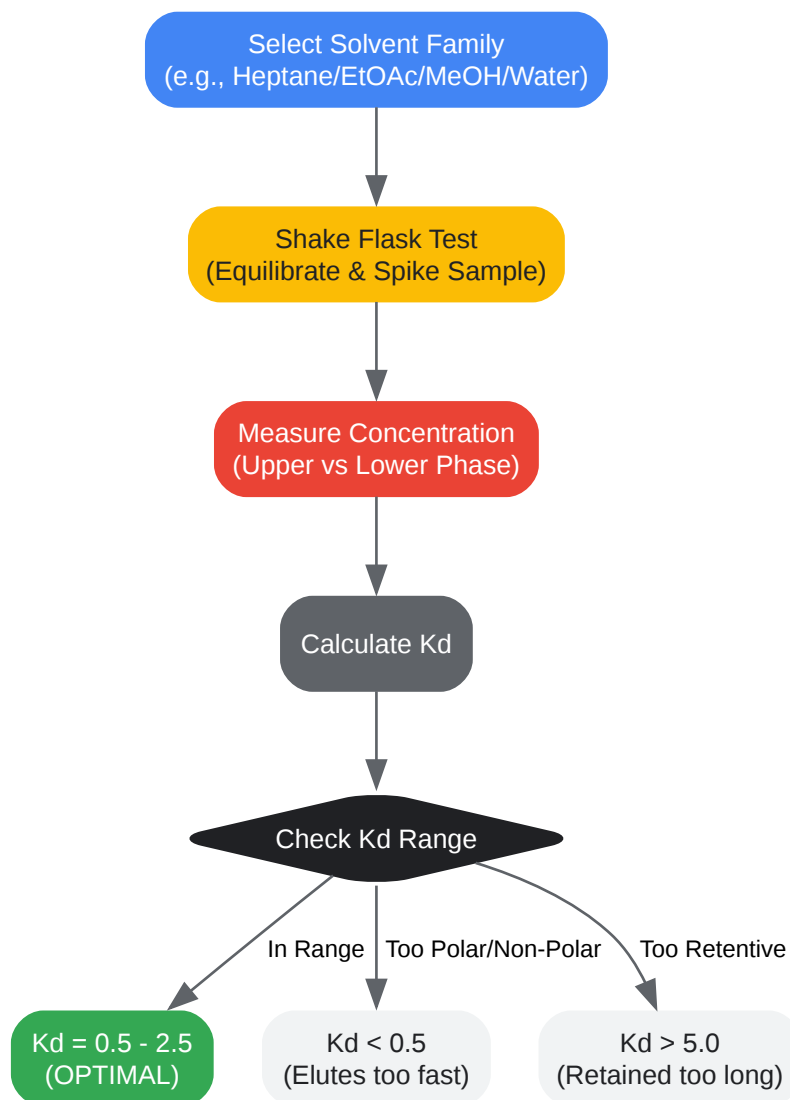 Select Solvent Family
(e.g., Heptane/EtOAc/MeOH/Water)
Shake Flask Test
(Equilibrate & Spike Sample)
Measure Concentration
(Upper vs Lower Phase)
Calculate Kd
Check Kd Range
In Range
Too Polar/Non-Polar
Too Retentive
Kd = 0.5 - 2.5
(OPTIMAL)
Kd < 0.5
(Elutes too fast)
Kd > 5.0
(Retained too long)